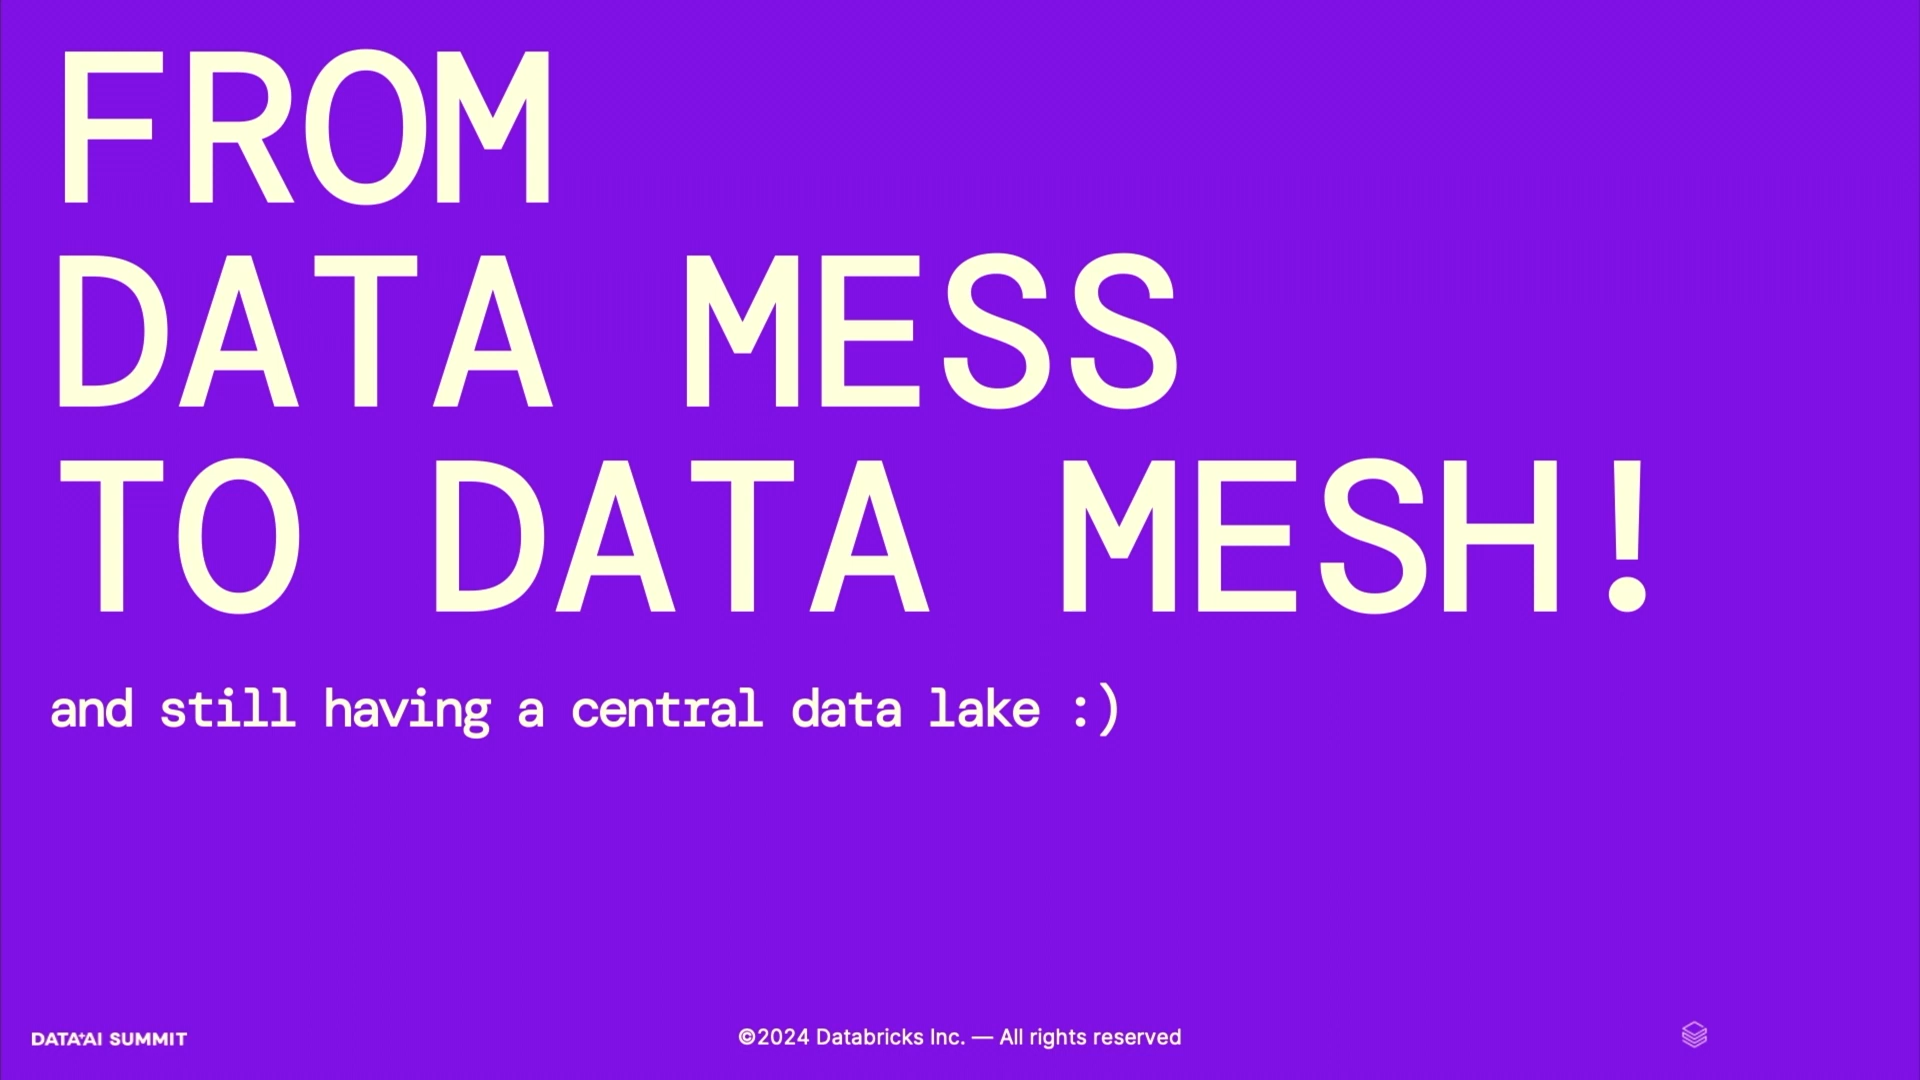 FROM
DATA MESS
TO DATA MESH!
and still having a central data lake :)
DATA+AI SUMMIT
©2024 Databricks Inc. — All rights reserved